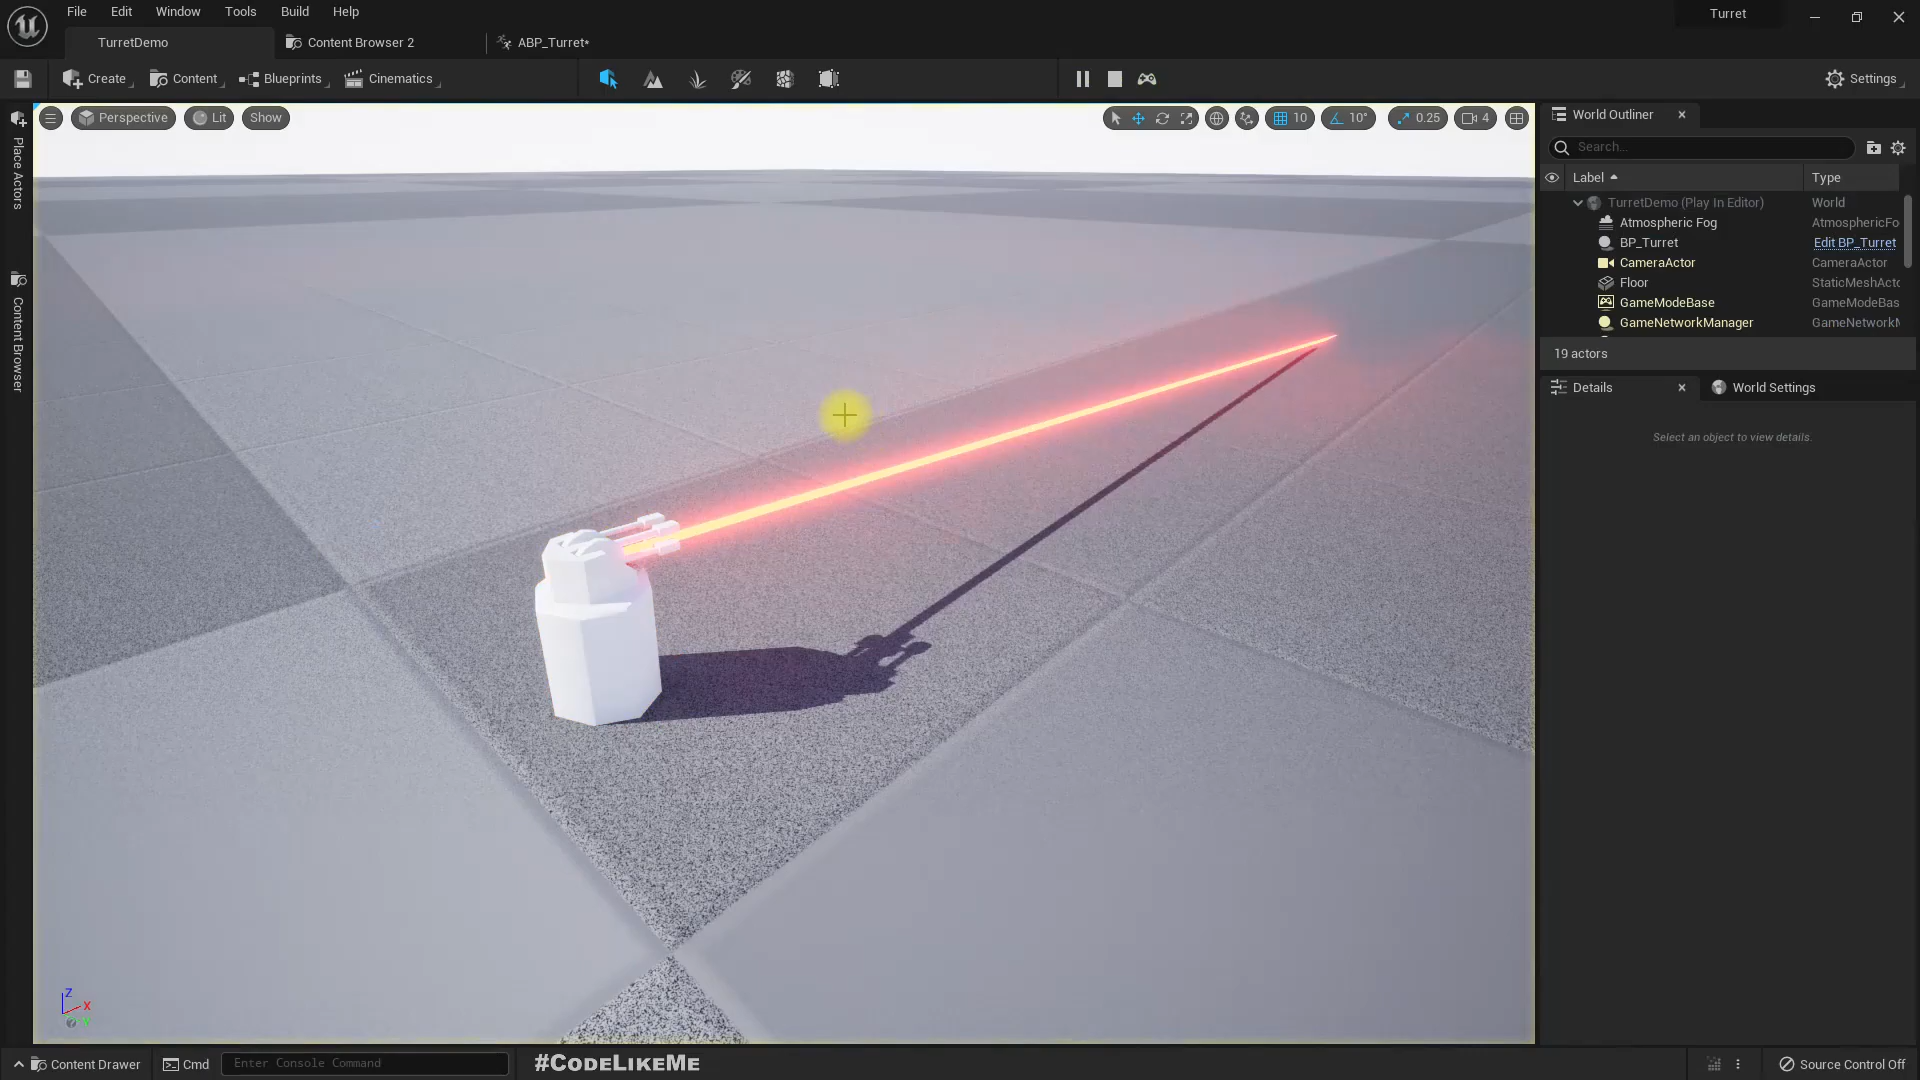 File Edit Window Tools Build Help
Turret
TurretDemo
Content Browser 2
ABP_Turret*
Create
Content
Blueprints
Cinematics
Settings
Perspective
Lit
Show
10
10°
0.25
4
Place Actors
Content Browser
World Outliner
Search...
Label
Type
TurretDemo (Play In Editor) World
Atmospheric Fog AtmosphericFo
BP_Turret Edit BP_Turret
CameraActor CameraActor
Floor StaticMeshActo
GameModeBase GameModeBas
GameNetworkManager GameNetworkM
19 actors
Details
World Settings
Select an object to view details.
Z
X
Y
Content Drawer
Cmd
Enter Console Command
#CodeLikeMe
Source Control Off